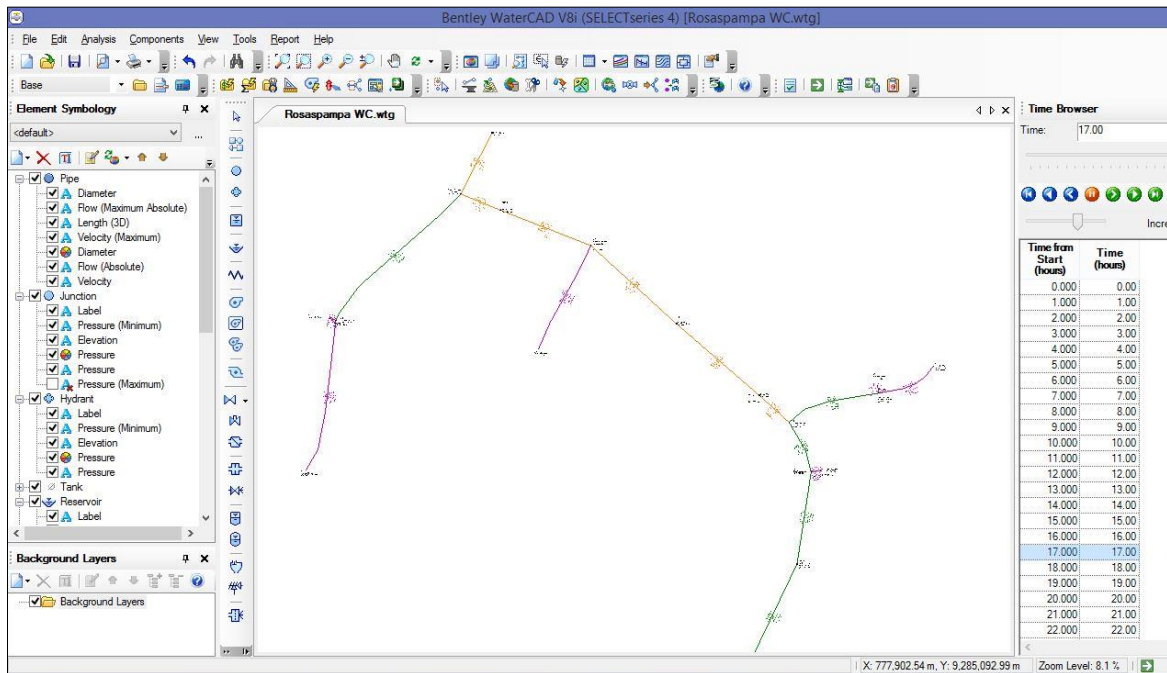 Bentley WaterCAD V8i (SELECTseries 4) [Rosaspampa WC.wtg]
File Edit Analysis Components View Tools Report Help
Base
Element Symbology
<default>
...
Pipe
Diameter
Flow (Maximum Absolute)
Length (3D)
Velocity (Maximum)
Diameter
Flow (Absolute)
Velocity
Junction
Label
Pressure (Minimum)
Elevation
Pressure
Pressure
Pressure (Maximum)
Hydrant
Label
Pressure (Minimum)
Elevation
Pressure
Pressure
Tank
Reservoir
Label
Background Layers
Background Layers
Rosaspampa WC.wtg
Time Browser
Time: 17.00
Incre
Time from Start (hours) Time (hours)
0.000 0.00
1.000 1.00
2.000 2.00
3.000 3.00
4.000 4.00
5.000 5.00
6.000 6.00
7.000 7.00
8.000 8.00
9.000 9.00
10.000 10.00
11.000 11.00
12.000 12.00
13.000 13.00
14.000 14.00
15.000 15.00
16.000 16.00
17.000 17.00
18.000 18.00
19.000 19.00
20.000 20.00
21.000 21.00
22.000 22.00
X: 777,902.54 m, Y: 9,285,092.99 m Zoom Level: 8.1 %